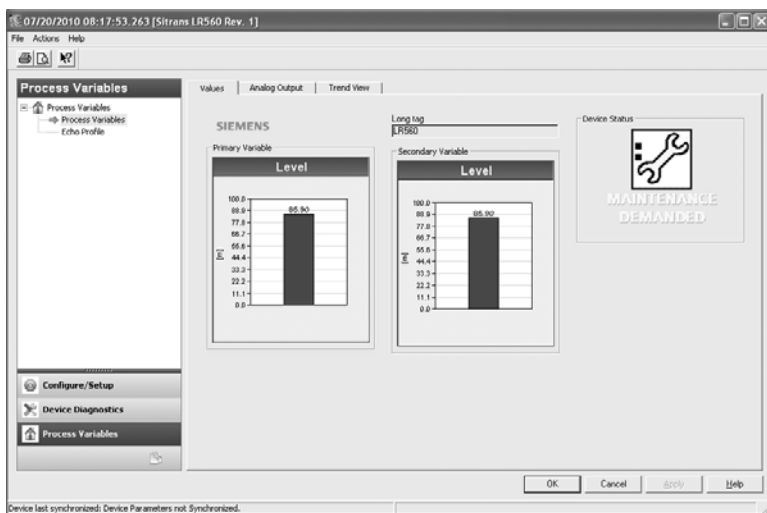 07/20/2010 08:17:53.263 [Sitrans LR560 Rev. 1]
File Actions Help
Process Variables
Process Variables
Process Variables
Echo Profile
Configure/Setup
Device Diagnostics
Process Variables
Values Analog Output Trend View
SIEMENS
Long tag
LR560
Primary Variable
Level
100.0
88.9
77.8
66.7
55.6
44.4
33.3
22.2
11.1
0.0
[m]
85.90
Secondary Variable
Level
100.0
88.9
77.8
66.7
55.6
44.4
33.3
22.2
11.1
0.0
[m]
85.90
Device Status
MAINTENANCE
DEMANDED
OK Cancel Apply Help
Device last synchronized: Device Parameters not Synchronized.